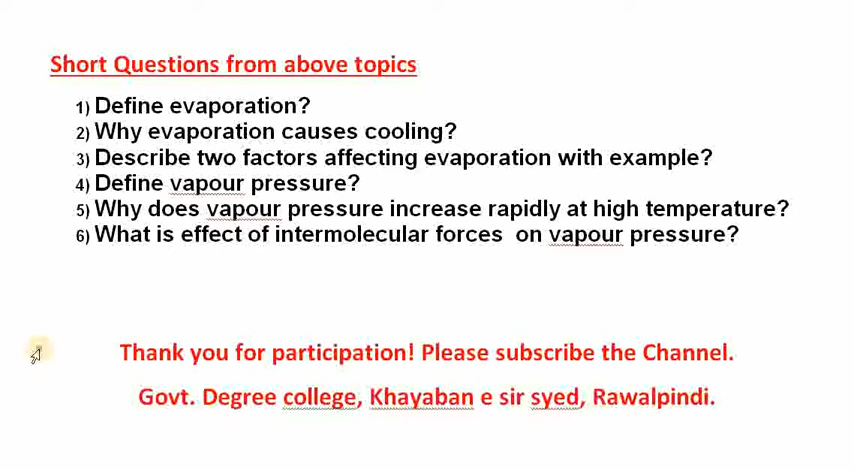 Short Questions from above topics
1) Define evaporation?
2) Why evaporation causes cooling?
3) Describe two factors affecting evaporation with example?
4) Define vapour pressure?
5) Why does vapour pressure increase rapidly at high temperature?
6) What is effect of intermolecular forces on vapour pressure?
Thank you for participation! Please subscribe the Channel.
Govt. Degree college, Khayaban e sir syed, Rawalpindi.